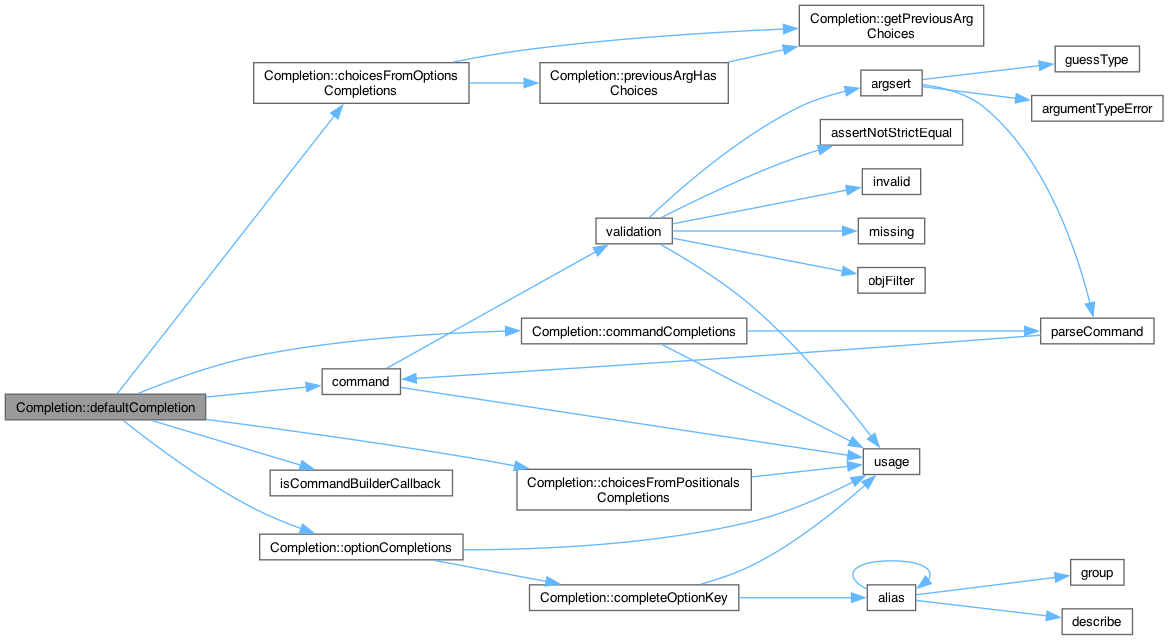 Completion::getPreviousArg
Choices
Completion::choicesFromOptions
Completions
Completion::previousArgHas
Choices
guessType
argsert
argumentTypeError
assertNotStrictEqual
invalid
validation
missing
objFilter
Completion::commandCompletions
parseCommand
command
Completion::defaultCompletion
usage
isCommandBuilderCallback
Completion::choicesFromPositionals
Completions
Completion::optionCompletions
group
Completion::completeOptionKey
alias
describe